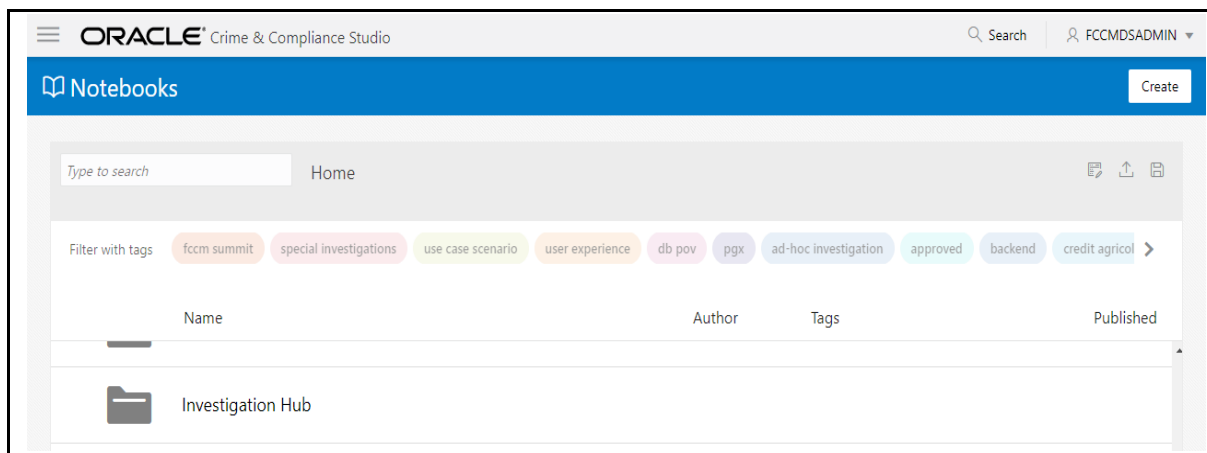 ORACLE® Crime & Compliance Studio Search FCCMDSADMIN
Notebooks Create
Type to search Home
Filter with tags fccm summit special investigations use case scenario user experience db pov pgx ad-hoc investigation approved backend credit agricol
Name Author Tags Published
Investigation Hub